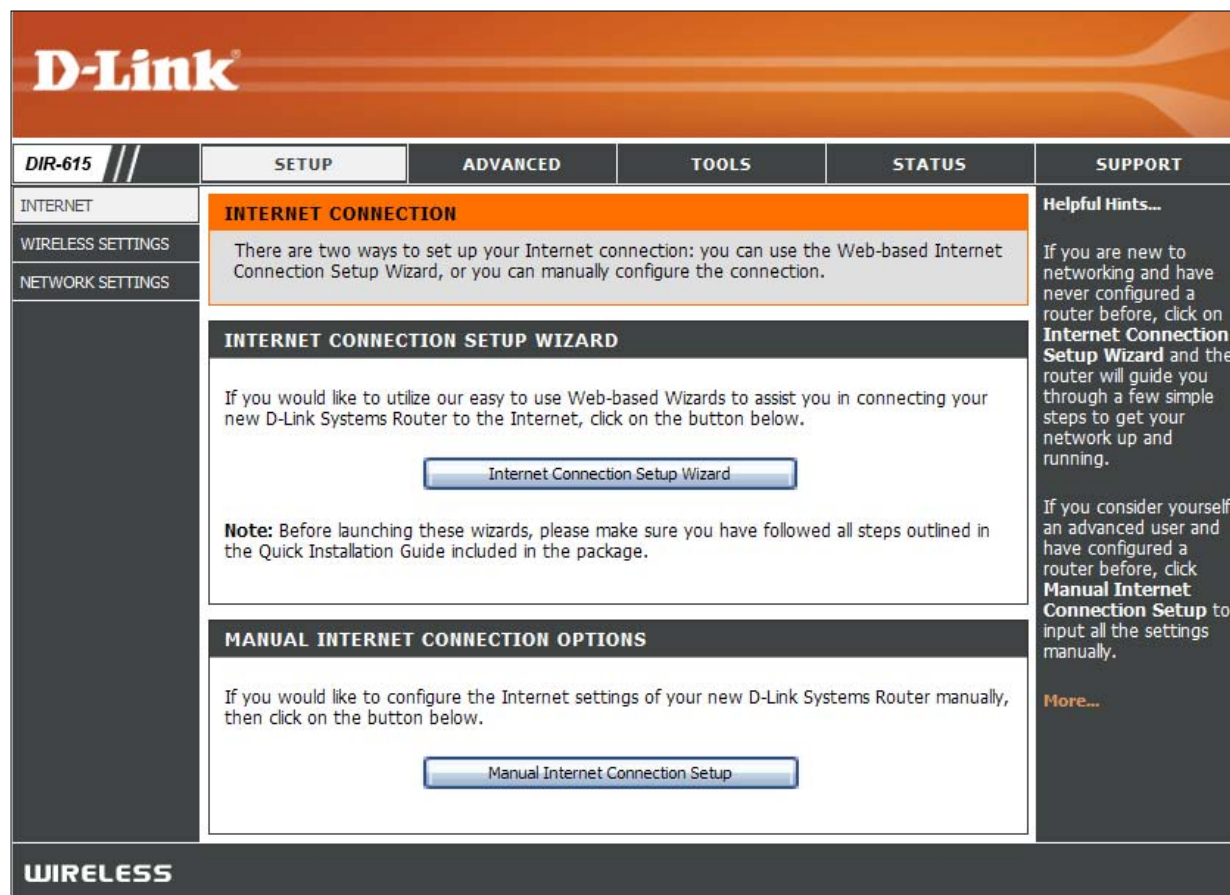 D-Link®
DIR-615
SETUP
ADVANCED
TOOLS
STATUS
SUPPORT
INTERNET
WIRELESS SETTINGS
NETWORK SETTINGS
INTERNET CONNECTION
There are two ways to set up your Internet connection: you can use the Web-based Internet
Connection Setup Wizard, or you can manually configure the connection.
INTERNET CONNECTION SETUP WIZARD
If you would like to utilize our easy to use Web-based Wizards to assist you in connecting your
new D-Link Systems Router to the Internet, click on the button below.
Internet Connection Setup Wizard
Note: Before launching these wizards, please make sure you have followed all steps outlined in
the Quick Installation Guide included in the package.
MANUAL INTERNET CONNECTION OPTIONS
If you would like to configure the Internet settings of your new D-Link Systems Router manually,
then click on the button below.
Manual Internet Connection Setup
Helpful Hints...
If you are new to
networking and have
never configured a
router before, click on
Internet Connection
Setup Wizard and the
router will guide you
through a few simple
steps to get your
network up and
running.
If you consider yourself
an advanced user and
have configured a
router before, click
Manual Internet
Connection Setup to
input all the settings
manually.
More...
WIRELESS